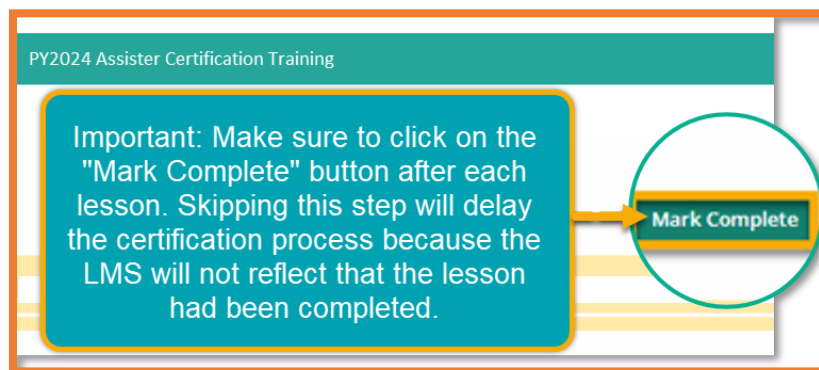 PY2024 Assister Certification Training
Important: Make sure to click on the
"Mark Complete" button after each
lesson. Skipping this step will delay
the certification process because the
LMS will not reflect that the lesson
had been completed.
Mark Complete